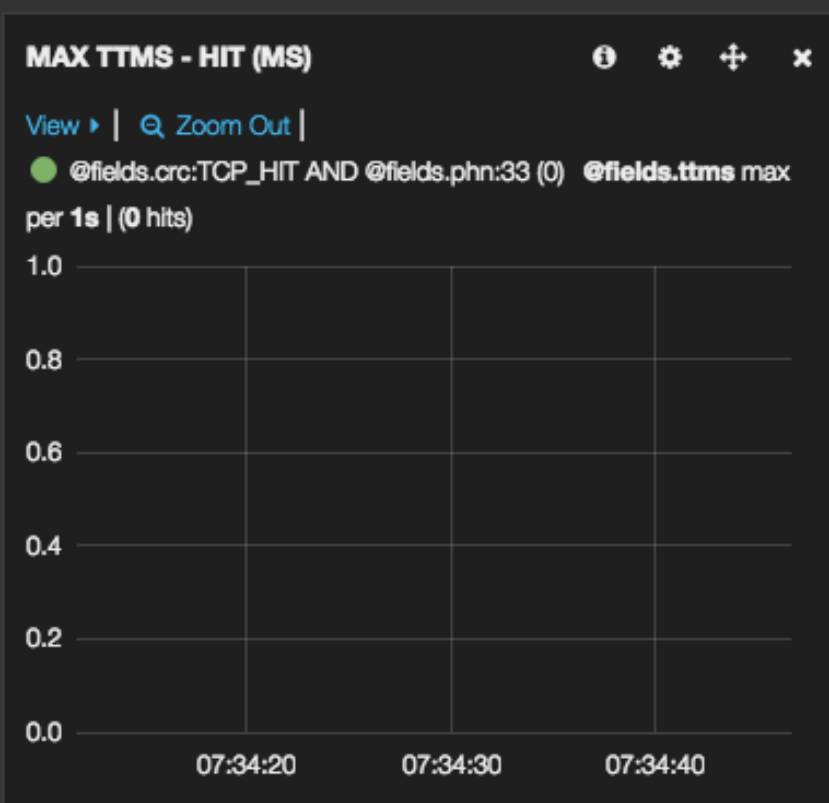 MAX TTMS - HIT (MS)
View | Zoom Out |
@fields.crc:TCP_HIT AND @fields.phn:33 (0) @fields.ttms max
per 1s | (0 hits)
1.0
0.8
0.6
0.4
0.2
0.0
07:34:20 07:34:30 07:34:40